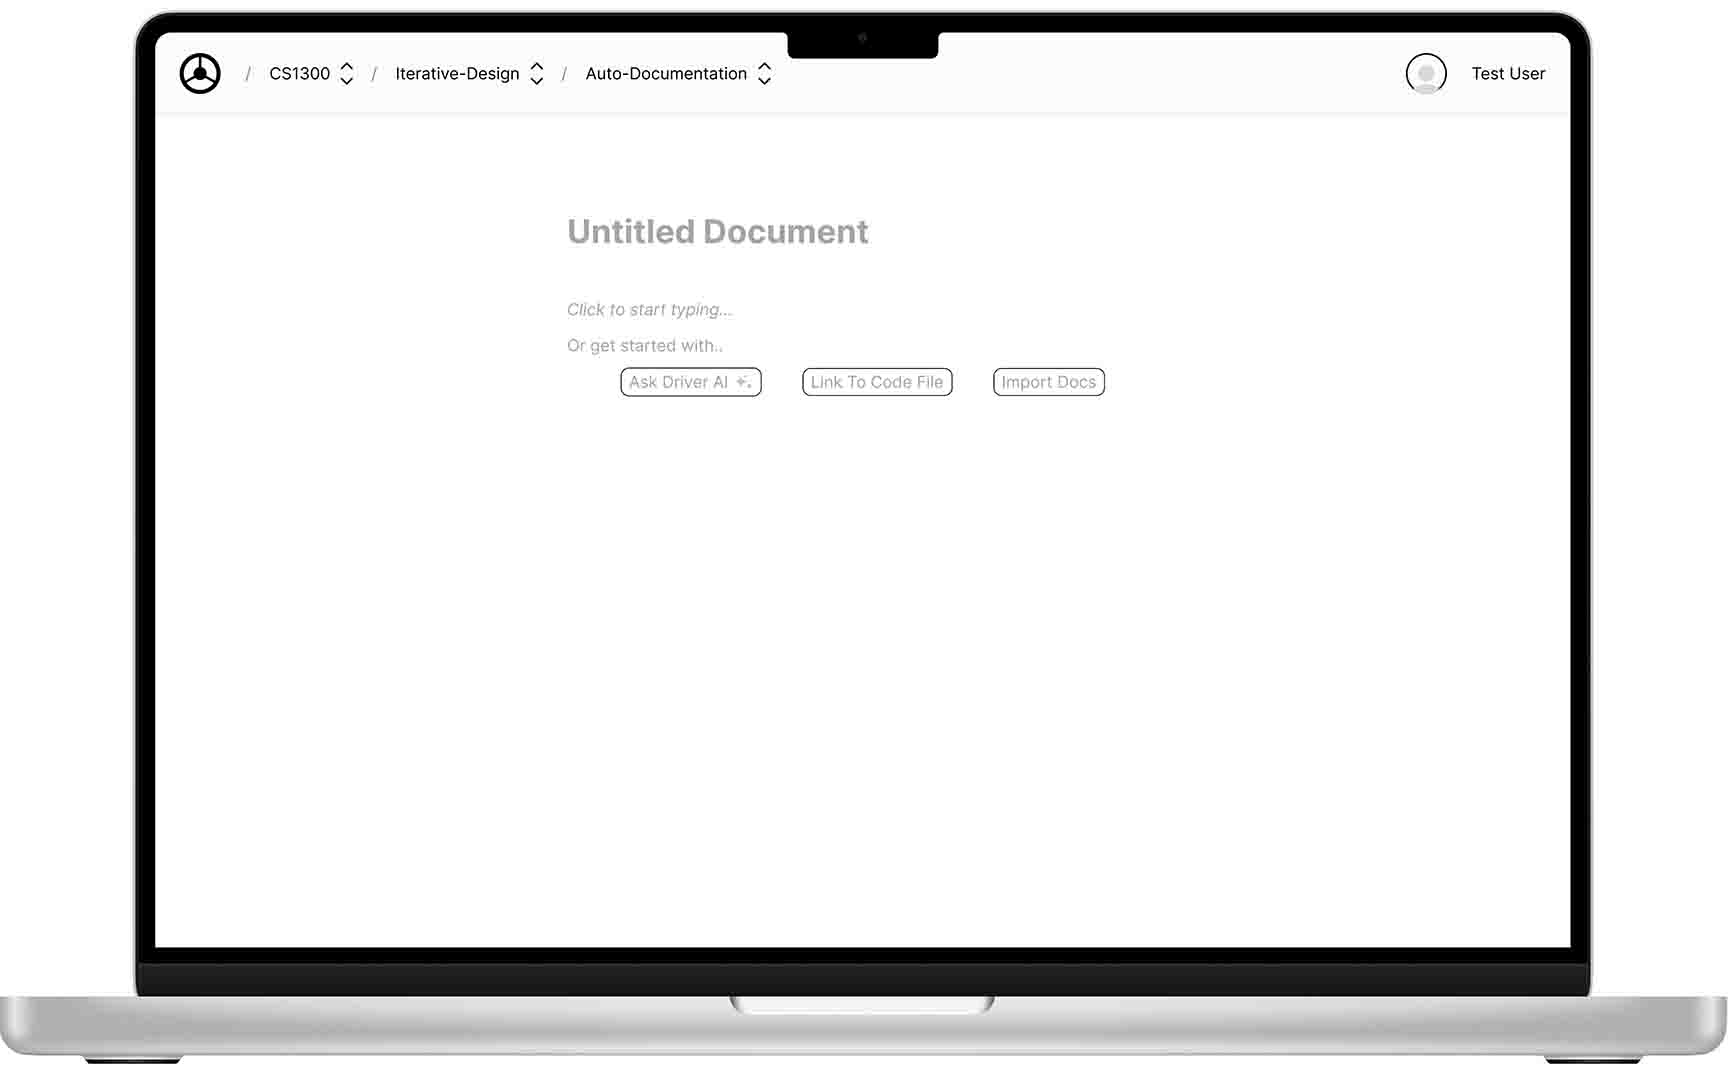 / CS1300 / Iterative-Design / Auto-Documentation Test User
Untitled Document
Click to start typing...
Or get started with..
Ask Driver AI Link To Code File Import Docs